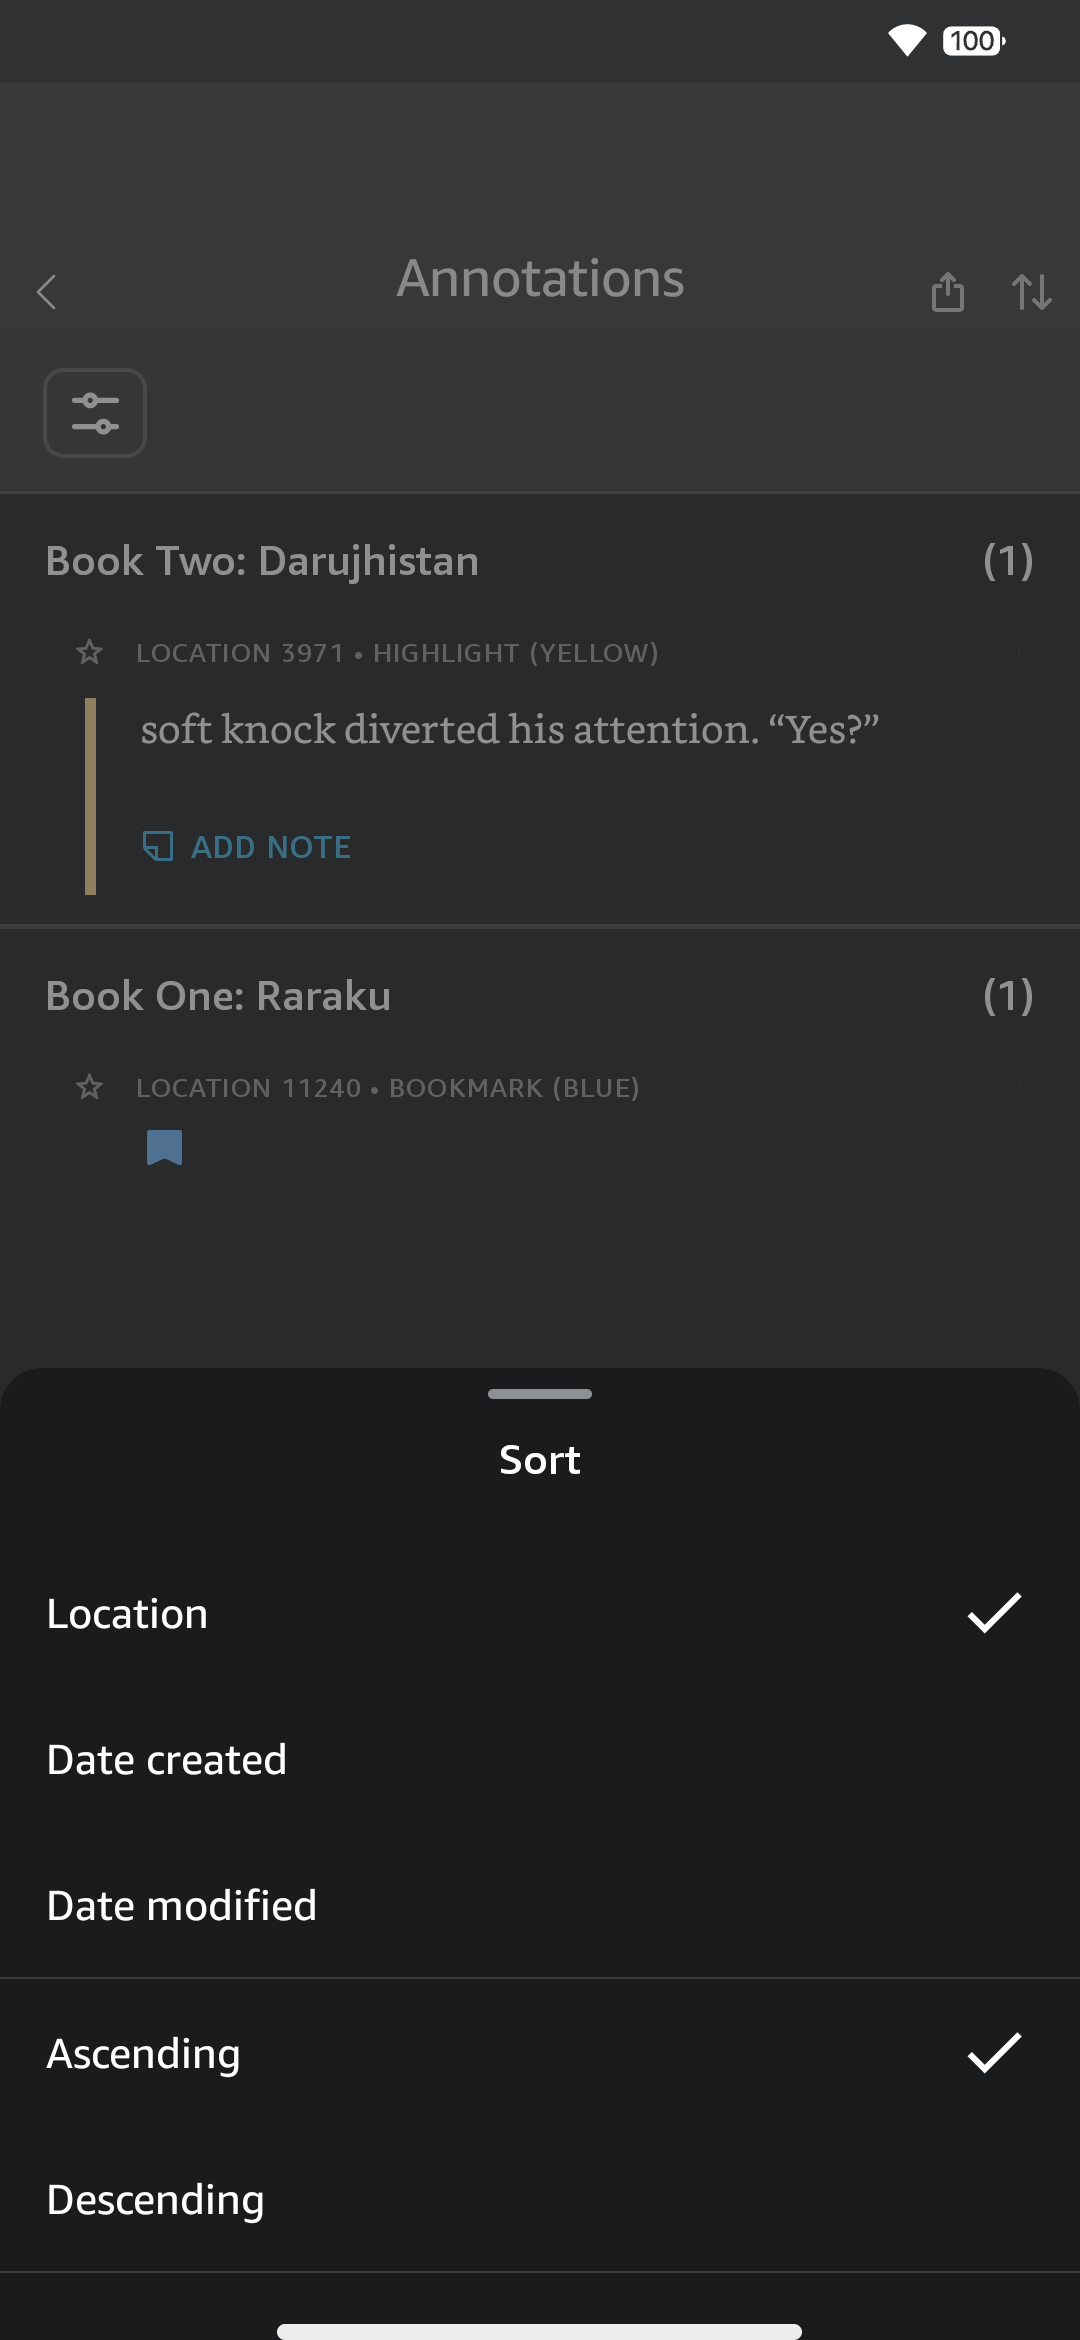 100
Annotations
Book Two: Darujhistan (1)
LOCATION 3971 • HIGHLIGHT (YELLOW)
soft knock diverted his attention. “Yes?”
ADD NOTE
Book One: Raraku (1)
LOCATION 11240 • BOOKMARK (BLUE)
Sort
Location
Date created
Date modified
Ascending
Descending